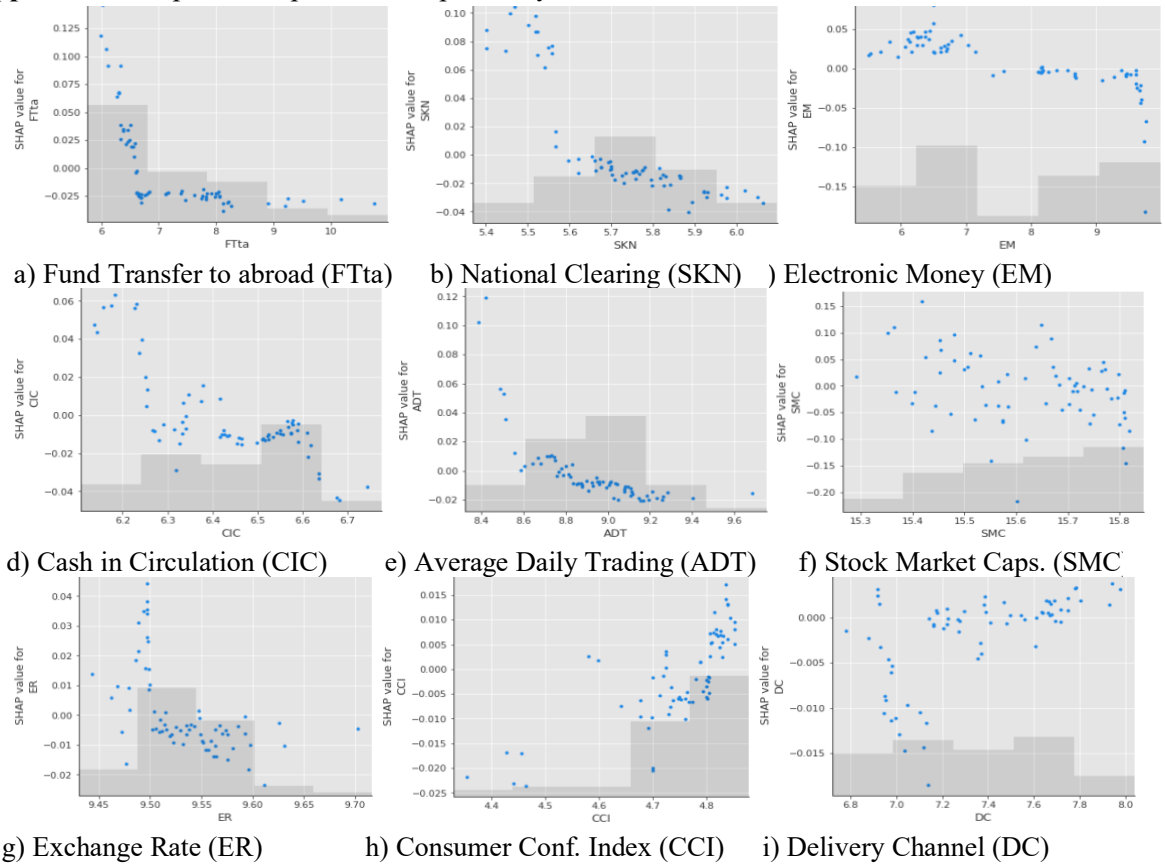 0.125
0.100
0.075
0.050
0.025
0.000
−0.025
SHAP value for
FTta
6 7 8 9 10
FTta
0.10
0.08
0.06
0.04
0.02
0.00
−0.02
−0.04
SHAP value for
SKN
5.4 5.5 5.6 5.7 5.8 5.9 6.0
SKN
0.05
0.00
−0.05
−0.10
−0.15
SHAP value for
EM
6 7 8 9
EM
a) Fund Transfer to abroad (FTta) b) National Clearing (SKN) ) Electronic Money (EM)
0.06
0.04
0.02
0.00
−0.02
−0.04
SHAP value for
CIC
6.2 6.3 6.4 6.5 6.6 6.7
CIC
0.12
0.10
0.08
0.06
0.04
0.02
0.00
−0.02
SHAP value for
ADT
8.4 8.6 8.8 9.0 9.2 9.4 9.6
ADT
0.15
0.10
0.05
0.00
−0.05
−0.10
−0.15
−0.20
SHAP value for
SMC
15.3 15.4 15.5 15.6 15.7 15.8
SMC
d) Cash in Circulation (CIC) e) Average Daily Trading (ADT) f) Stock Market Caps. (SMC
0.04
0.03
0.02
0.01
0.00
−0.01
−0.02
SHAP value for
ER
9.45 9.50 9.55 9.60 9.65 9.70
ER
0.015
0.010
0.005
0.000
−0.005
−0.010
−0.015
−0.020
−0.025
SHAP value for
CCI
4.4 4.5 4.6 4.7 4.8
CCI
0.000
−0.005
−0.010
−0.015
SHAP value for
DC
6.8 7.0 7.2 7.4 7.6 7.8 8.0
DC
g) Exchange Rate (ER) h) Consumer Conf. Index (CCI) i) Delivery Channel (DC)